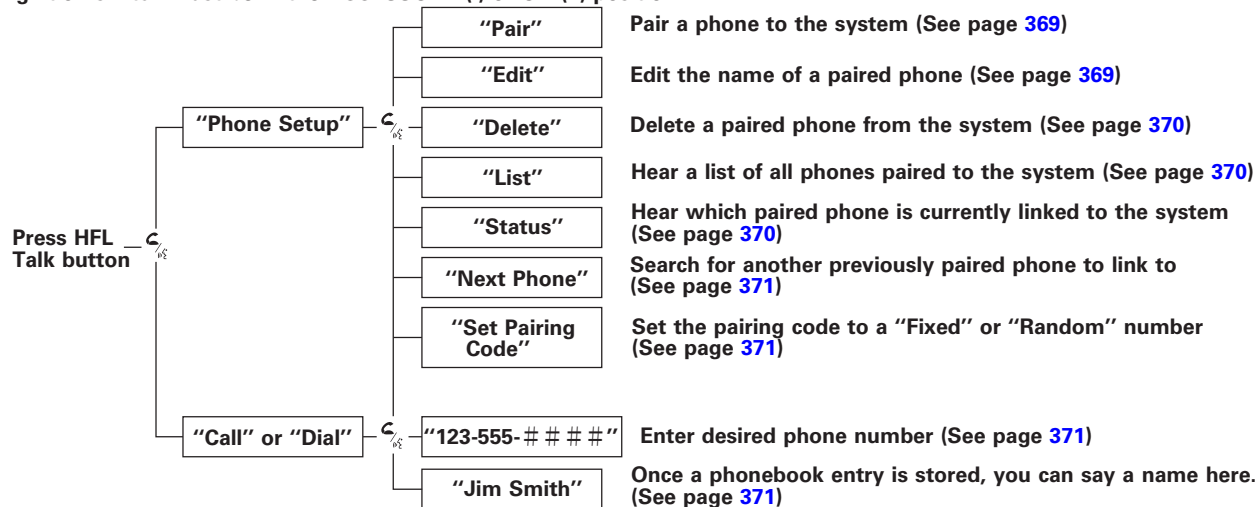 "Pair" Pair a phone to the system (See page 369)
"Edit" Edit the name of a paired phone (See page 369)
"Phone Setup" "Delete" Delete a paired phone from the system (See page 370)
"List" Hear a list of all phones paired to the system (See page 370)
"Status" Hear which paired phone is currently linked to the system
(See page 370)
Press HFL
Talk button
"Next Phone" Search for another previously paired phone to link to
(See page 371)
"Set Pairing
Code"
Set the pairing code to a "Fixed" or "Random" number
(See page 371)
"Call" or "Dial" "123-555-####" Enter desired phone number (See page 371)
"Jim Smith" Once a phonebook entry is stored, you can say a name here.
(See page 371)